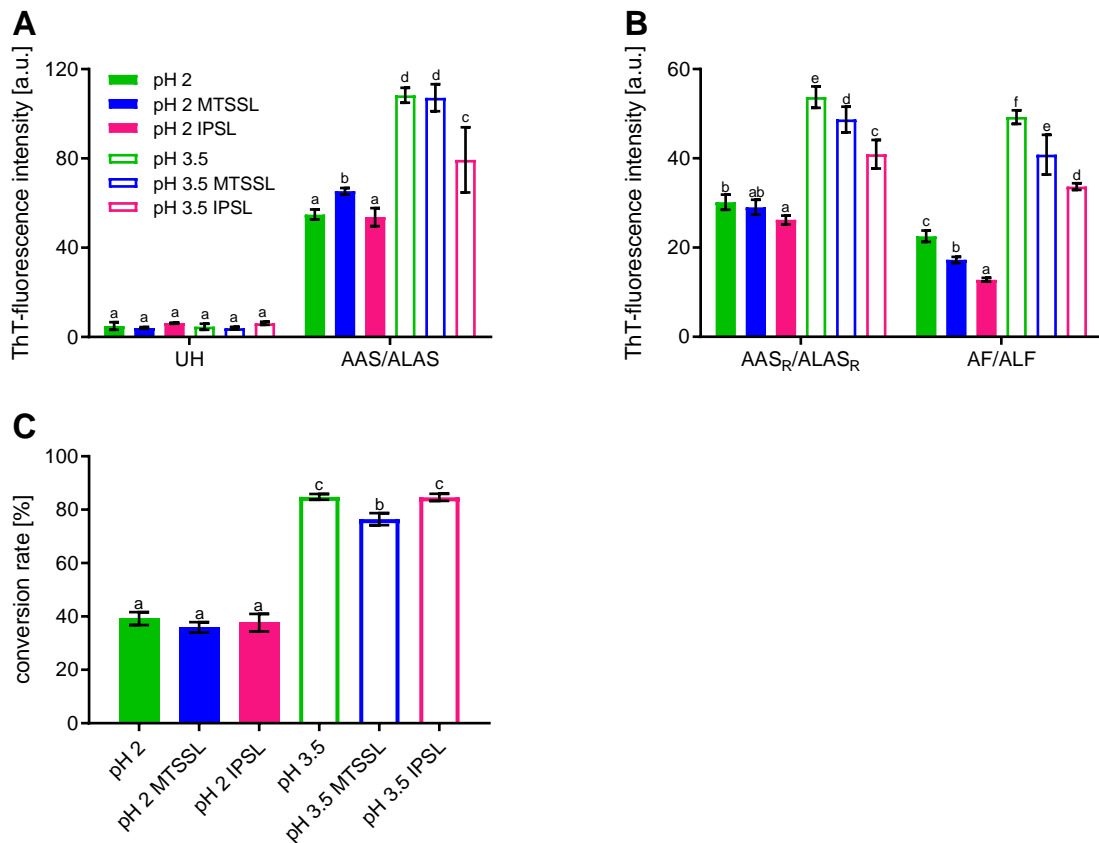 A
ThT-fluorescence intensity [a.u.]
120
80
40
0
pH 2
pH 2 MTSSL
pH 2 IPSL
pH 3.5
pH 3.5 MTSSL
pH 3.5 IPSL
a a a a a a
a b a d d c
UH AAS/ALAS
B
ThT-fluorescence intensity [a.u.]
60
40
20
0
b ab a e d c
c b a f e d
AAS_R/ALAS_R AF/ALF
C
conversion rate [%]
100
80
60
40
20
0
a a a c b c
pH 2
pH 2 MTSSL
pH 2 IPSL
pH 3.5
pH 3.5 MTSSL
pH 3.5 IPSL